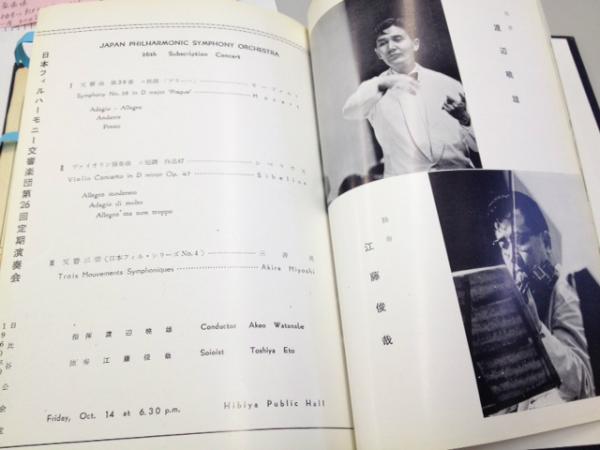 JAPAN PHILHARMONIC SYMPHONY ORCHESTRA
26th Subscription Concert
日本フィルハーモニー交響楽団第26回定期演奏会
I 交響曲 第38番 ニ長調
モーツアルト
Symphony No.38 in D major "Prague"
Mozart
Adagio - Allegro
Andante
Presto
II ヴァイオリン協奏曲 ニ短調 作品47
シベリウス
Violin Concerto in D minor Op. 47
Sibelius
Allegro moderato
Adagio di molto
Allegro ma non troppo
III 交響三章 (日本フィル・シリーズ No.4)
三善 晃
Trois Mouvements Symphoniques
Akira Miyoshi
指揮 渡辺暁雄 Conductor Akeo Watanabe
独奏 江藤俊哉 Soloist Toshiya Eto
Friday, Oct. 14 at 6.30 p.m.
Hibiya Public Hall
指揮
渡辺暁雄
独奏
江藤俊哉